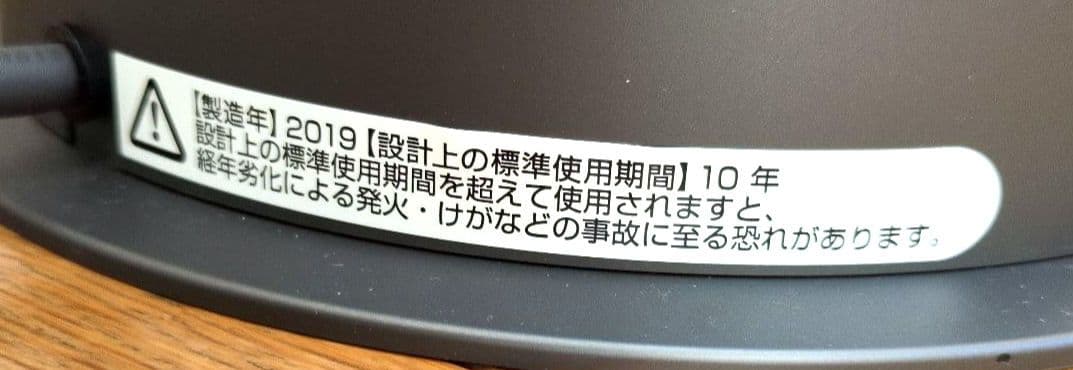 【製造年】2019【設計上の標準使用期間】10 年
設計上の標準使用期間を超えて使用されますと、
経年劣化による発火・けがなどの事故に至る恐れがあります。